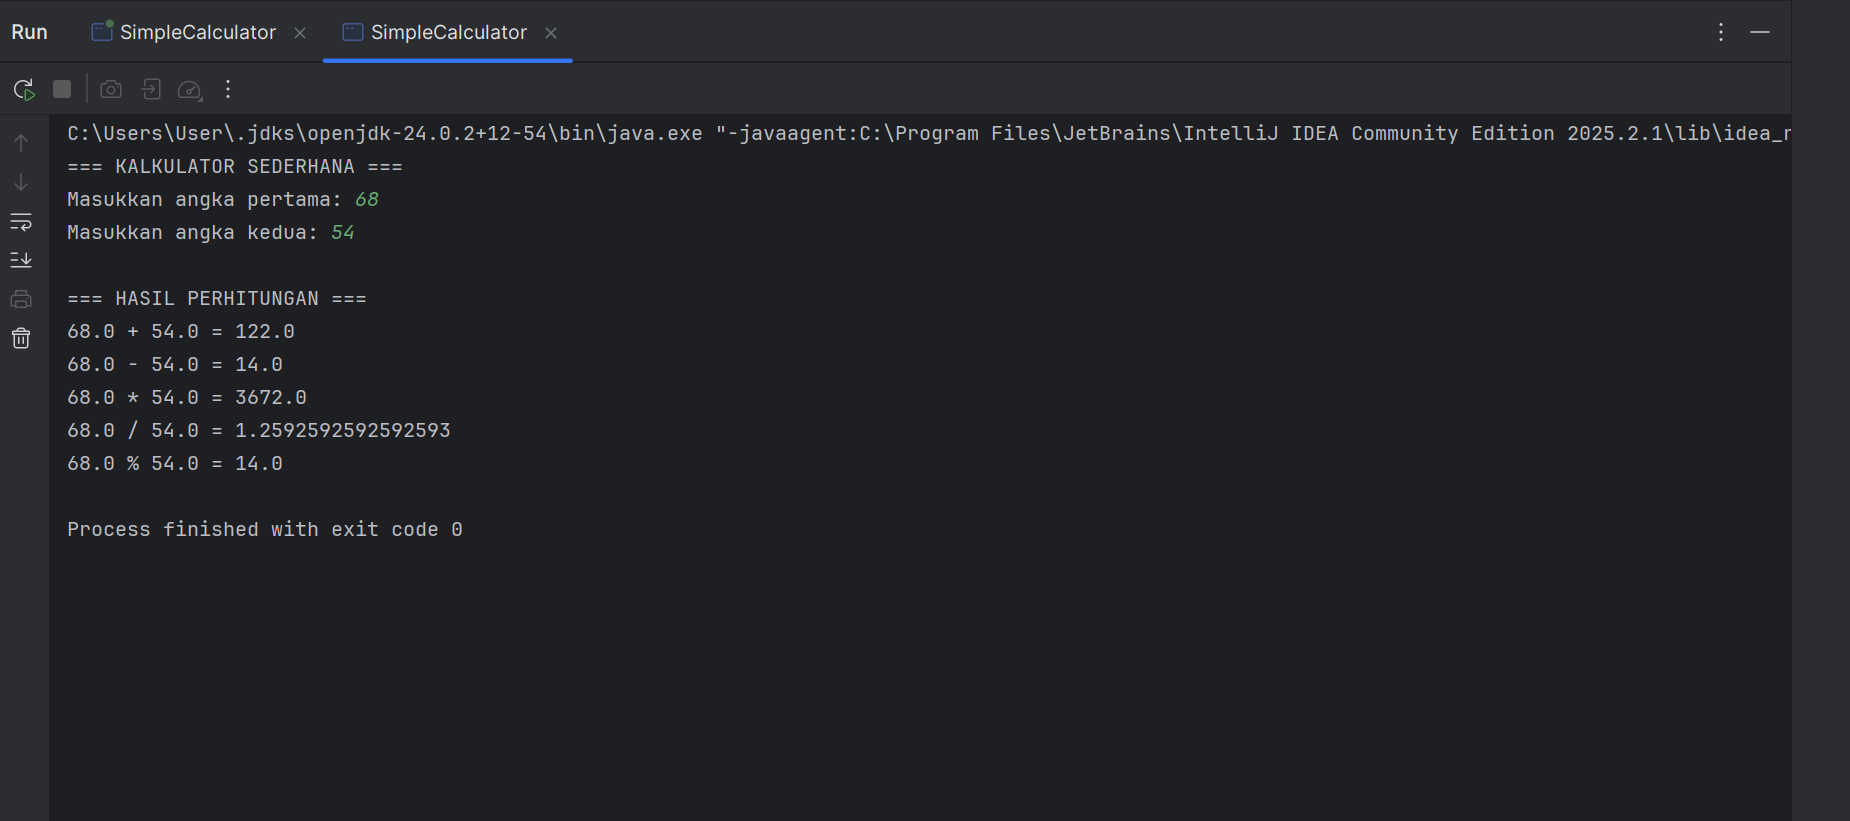 Run SimpleCalculator SimpleCalculator
C:\Users\User\.jdks\openjdk-24.0.2+12-54\bin\java.exe "-javaagent:C:\Program Files\JetBrains\IntelliJ IDEA Community Edition 2025.2.1\lib\idea_r
=== KALKULATOR SEDERHANA ===
Masukkan angka pertama: 68
Masukkan angka kedua: 54
=== HASIL PERHITUNGAN ===
68.0 + 54.0 = 122.0
68.0 - 54.0 = 14.0
68.0 * 54.0 = 3672.0
68.0 / 54.0 = 1.2592592592592593
68.0 % 54.0 = 14.0
Process finished with exit code 0